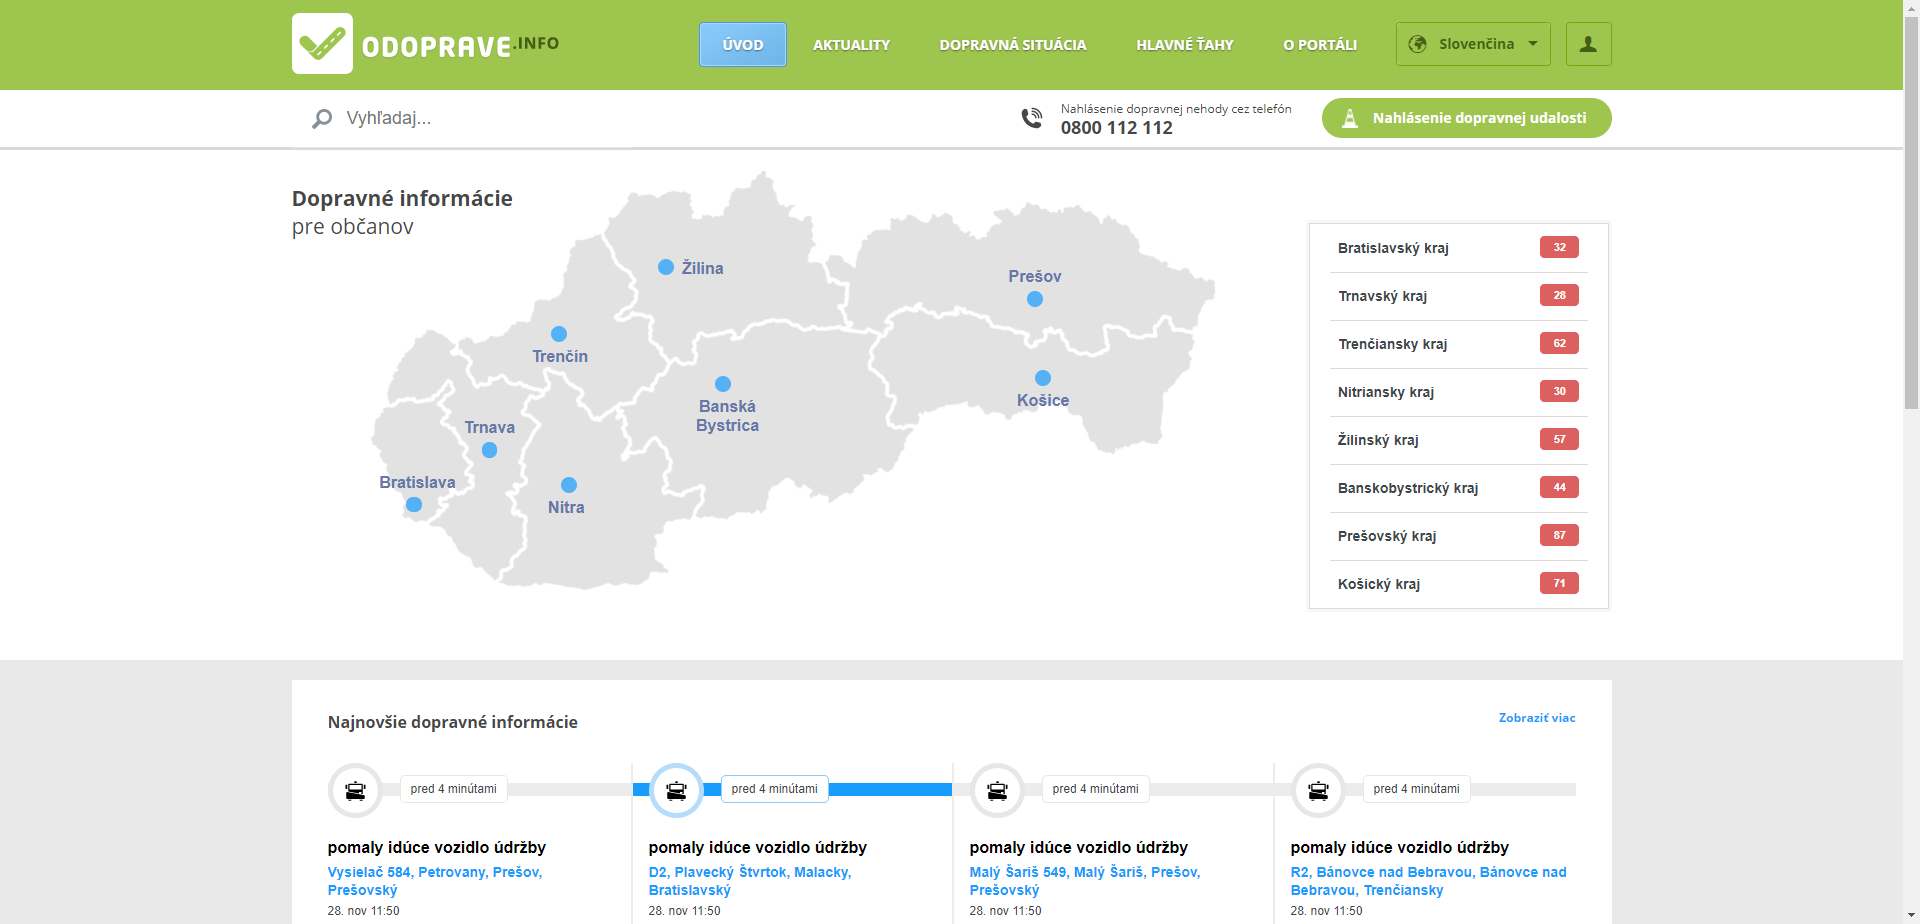 ODOPRAVE.INFO
ÚVOD
AKTUALITY
DOPRAVNÁ SITUÁCIA
HLAVNÉ ŤAHY
O PORTÁLI
Slovenčina
Vyhľadaj...
Nahlásenie dopravnej nehody cez telefón
0800 112 112
Nahlásenie dopravnej udalosti
Dopravné informácie
pre občanov
Žilina
Prešov
Trenčín
Košice
Banská
Bystrica
Trnava
Bratislava
Nitra
Bratislavský kraj 32
Trnavský kraj 28
Trenčiansky kraj 62
Nitriansky kraj 30
Žilinský kraj 57
Banskobystrický kraj 44
Prešovský kraj 87
Košický kraj 71
Najnovšie dopravné informácie
Zobraziť viac
pred 4 minútami
pomaly idúce vozidlo údržby
Vysielač 584, Petrovany, Prešov,
Prešovský
28. nov 11:50
pred 4 minútami
pomaly idúce vozidlo údržby
D2, Plavecký Štvrtok, Malacky,
Bratislavský
28. nov 11:50
pred 4 minútami
pomaly idúce vozidlo údržby
Malý Šariš 549, Malý Šariš, Prešov,
Prešovský
28. nov 11:50
pred 4 minútami
pomaly idúce vozidlo údržby
R2, Bánovce nad Bebravou, Bánovce nad
Bebravou, Trenčiansky
28. nov 11:50